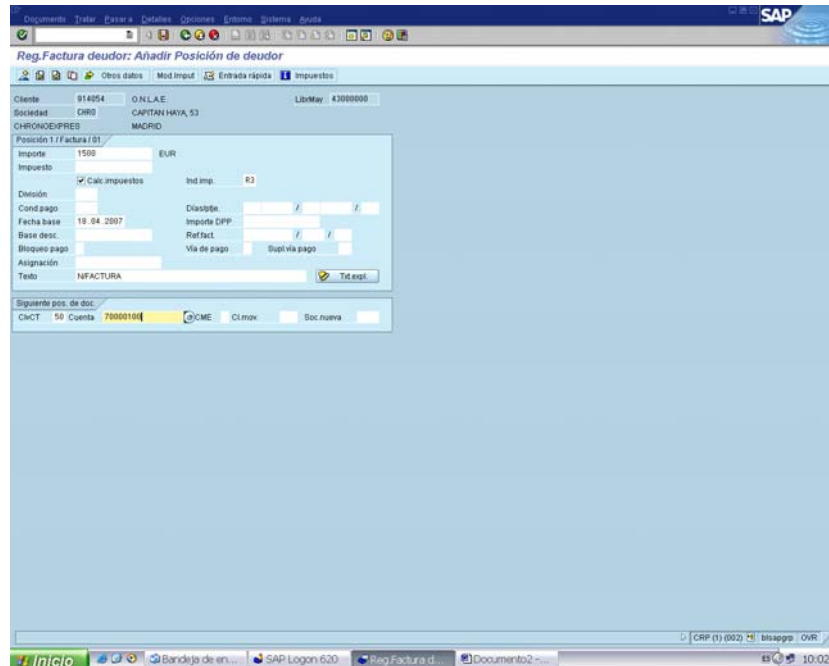 Documento Tratar Pasar a Detalles Opciones Entorno Sistema Ayuda
SAP
Reg.Factura deudor: Añadir Posición de deudor
Otros datos Mod.Imput Entrada rápida Impuestos
Cliente 914054 O.N.L.A.E. LibrMay 43000000
Sociedad CHRO CAPITAN HAYA, 53
CHRONOEXPRES MADRID
Posición 1 / Factura / 01
Importe 1500 EUR
Impuesto
Calc.impuestos Ind.imp. R3
División
Cond.pago Días/ptje. / /
Fecha base 18.04.2007 Importe DPP
Base desc. Ref.fact. / /
Bloqueo pago Vía de pago Supl.vía pago
Asignación
Texto N/FACTURA Txt.expl.
Siguiente pos. de doc.
ClvCT 50 Cuenta 70000100 CME Cl.mov. Soc.nueva
CRP (1) (002) blsapgrp OVR
Inicio Bandeja de en... SAP Logon 620 Reg.Factura d... Documento2 -... ES 10:02